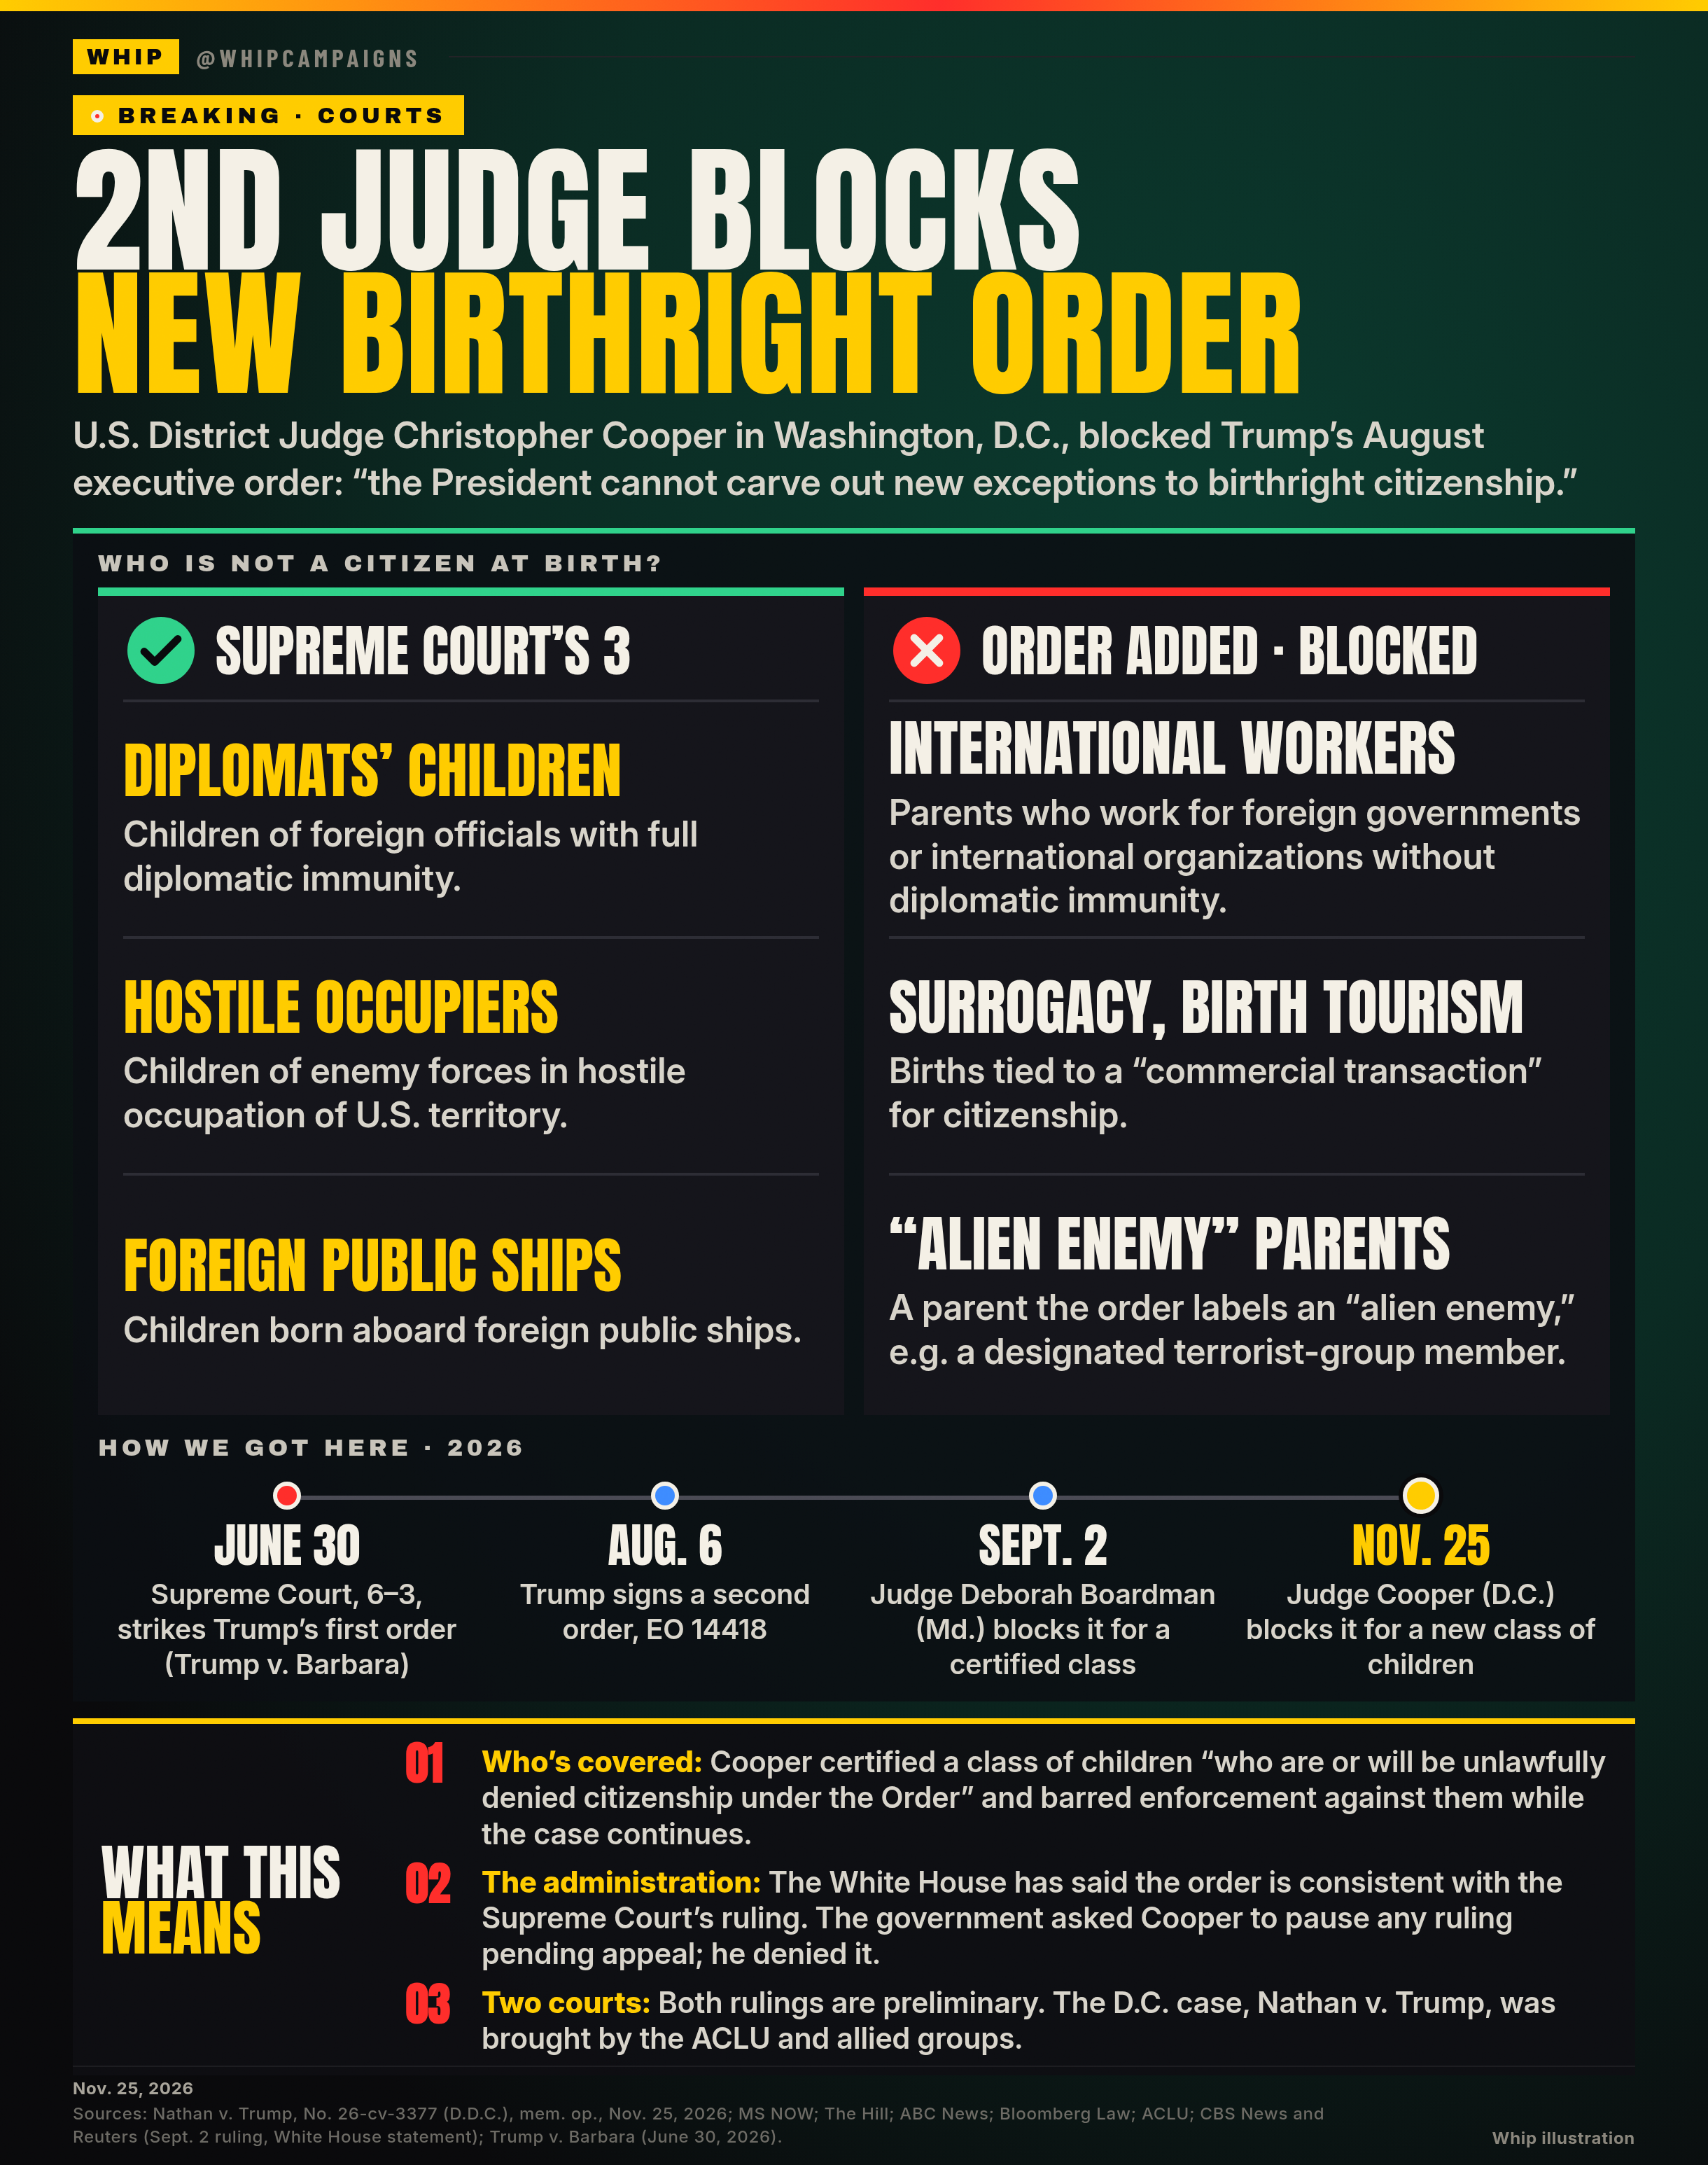 WHIP @WHIPCAMPAIGNS
BREAKING · COURTS
2ND JUDGE BLOCKS
NEW BIRTHRIGHT ORDER
U.S. District Judge Christopher Cooper in Washington, D.C., blocked Trump’s August
executive order: “the President cannot carve out new exceptions to birthright citizenship.”
WHO IS NOT A CITIZEN AT BIRTH?
SUPREME COURT’S 3
DIPLOMATS’ CHILDREN
Children of foreign officials with full
diplomatic immunity.
HOSTILE OCCUPIERS
Children of enemy forces in hostile
occupation of U.S. territory.
FOREIGN PUBLIC SHIPS
Children born aboard foreign public ships.
ORDER ADDED · BLOCKED
INTERNATIONAL WORKERS
Parents who work for foreign governments
or international organizations without
diplomatic immunity.
SURROGACY, BIRTH TOURISM
Births tied to a “commercial transaction”
for citizenship.
“ALIEN ENEMY” PARENTS
A parent the order labels an “alien enemy,”
e.g. a designated terrorist-group member.
HOW WE GOT HERE · 2026
JUNE 30
Supreme Court, 6–3,
strikes Trump’s first order
(Trump v. Barbara)
AUG. 6
Trump signs a second
order, EO 14418
SEPT. 2
Judge Deborah Boardman
(Md.) blocks it for a
certified class
NOV. 25
Judge Cooper (D.C.)
blocks it for a new class of
children
WHAT THIS
MEANS
01
Who’s covered: Cooper certified a class of children “who are or will be unlawfully
denied citizenship under the Order” and barred enforcement against them while
the case continues.
02
The administration: The White House has said the order is consistent with the
Supreme Court’s ruling. The government asked Cooper to pause any ruling
pending appeal; he denied it.
03
Two courts: Both rulings are preliminary. The D.C. case, Nathan v. Trump, was
brought by the ACLU and allied groups.
Nov. 25, 2026
Sources: Nathan v. Trump, No. 26-cv-3377 (D.D.C.), mem. op., Nov. 25, 2026; MS NOW; The Hill; ABC News; Bloomberg Law; ACLU; CBS News and
Reuters (Sept. 2 ruling, White House statement); Trump v. Barbara (June 30, 2026).
Whip illustration